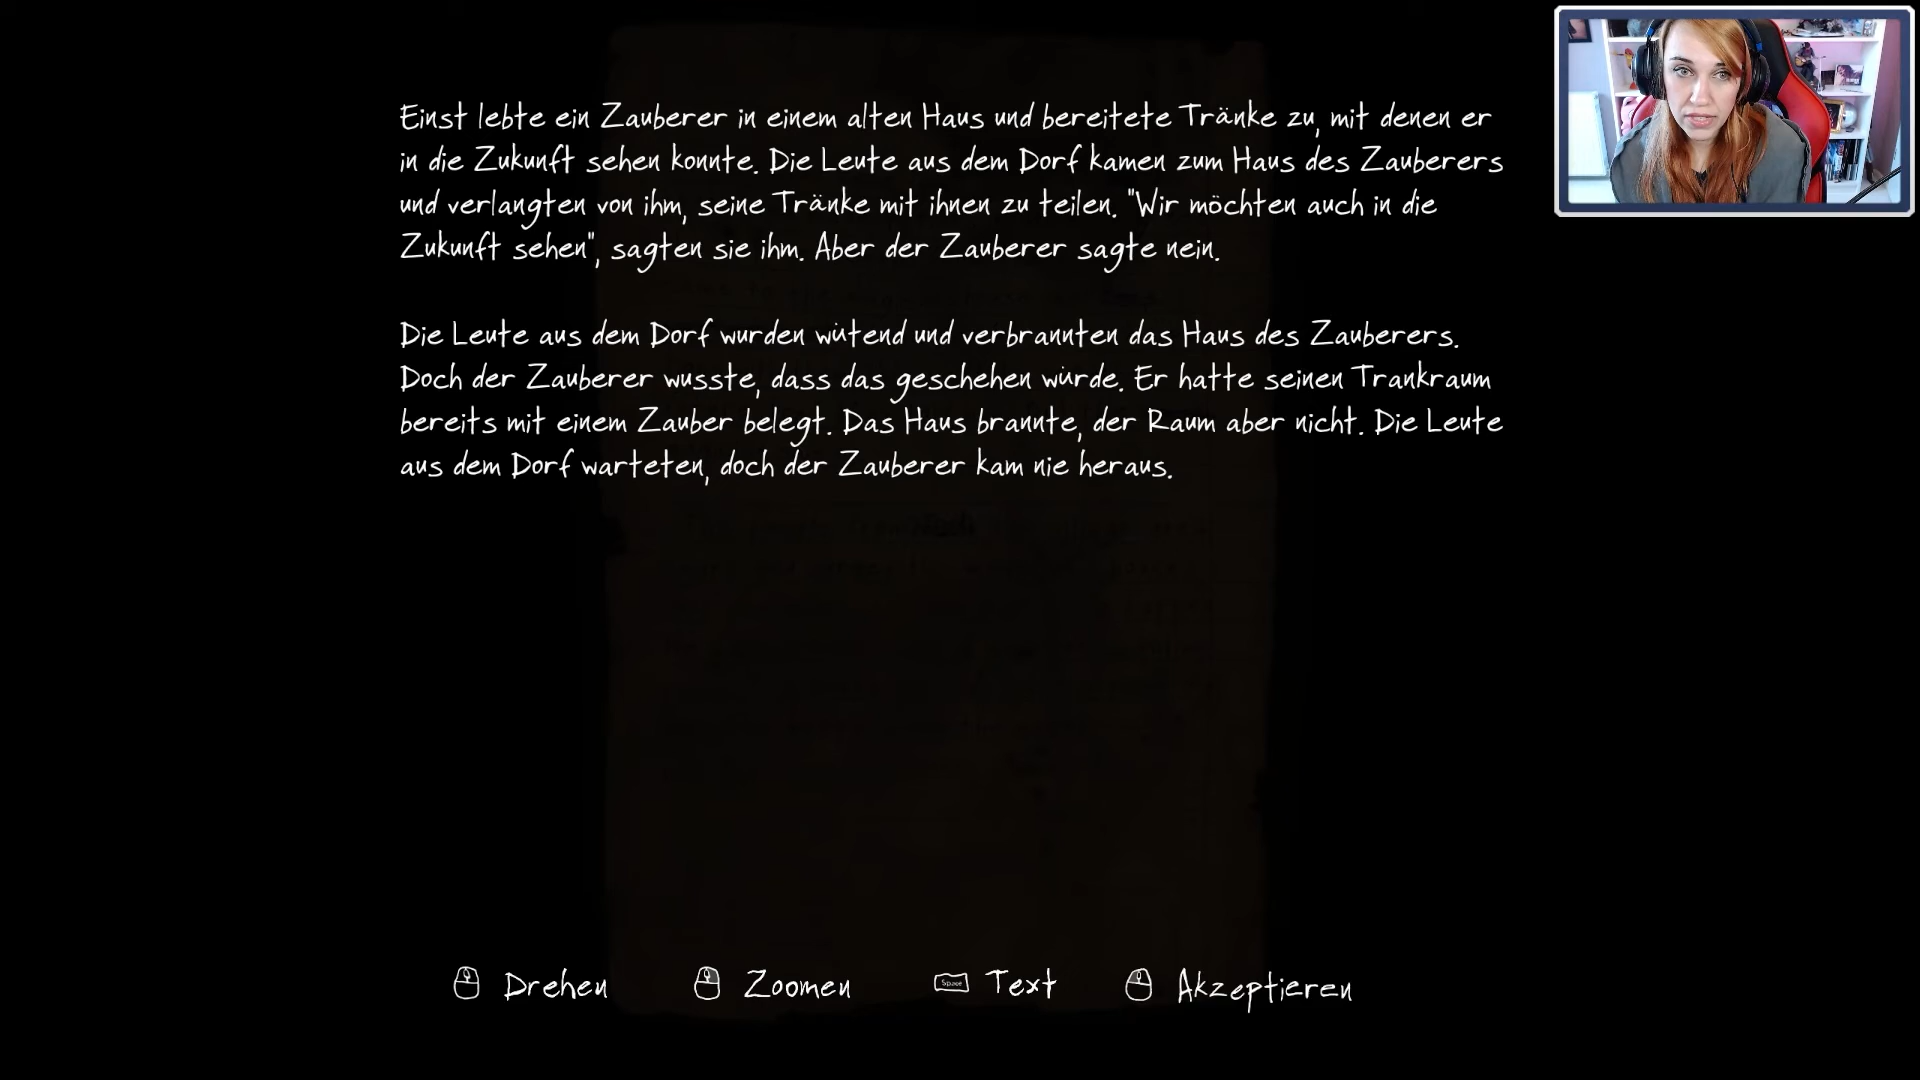 Einst lebte ein Zauberer in einem alten Haus und bereitete Tränke zu, mit denen er
in die Zukunft sehen konnte. Die Leute aus dem Dorf kamen zum Haus des Zauberers
und verlangten von ihm, seine Tränke mit ihnen zu teilen. "Wir möchten auch in die
Zukunft sehen", sagten sie ihm. Aber der Zauberer sagte nein.
Die Leute aus dem Dorf wurden wütend und verbrannten das Haus des Zauberers.
Doch der Zauberer wusste, dass das geschehen würde. Er hatte seinen Trankraum
bereits mit einem Zauber belegt. Das Haus brannte, der Raum aber nicht. Die Leute
aus dem Dorf warteten, doch der Zauberer kam nie heraus.
Drehen Zoomen Space Text Akzeptieren